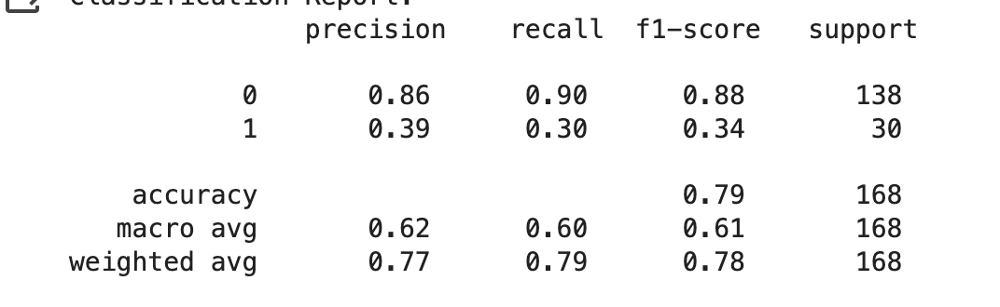 Classification Report:
precision recall f1-score support
0 0.86 0.90 0.88 138
1 0.39 0.30 0.34 30
accuracy 0.79 168
macro avg 0.62 0.60 0.61 168
weighted avg 0.77 0.79 0.78 168